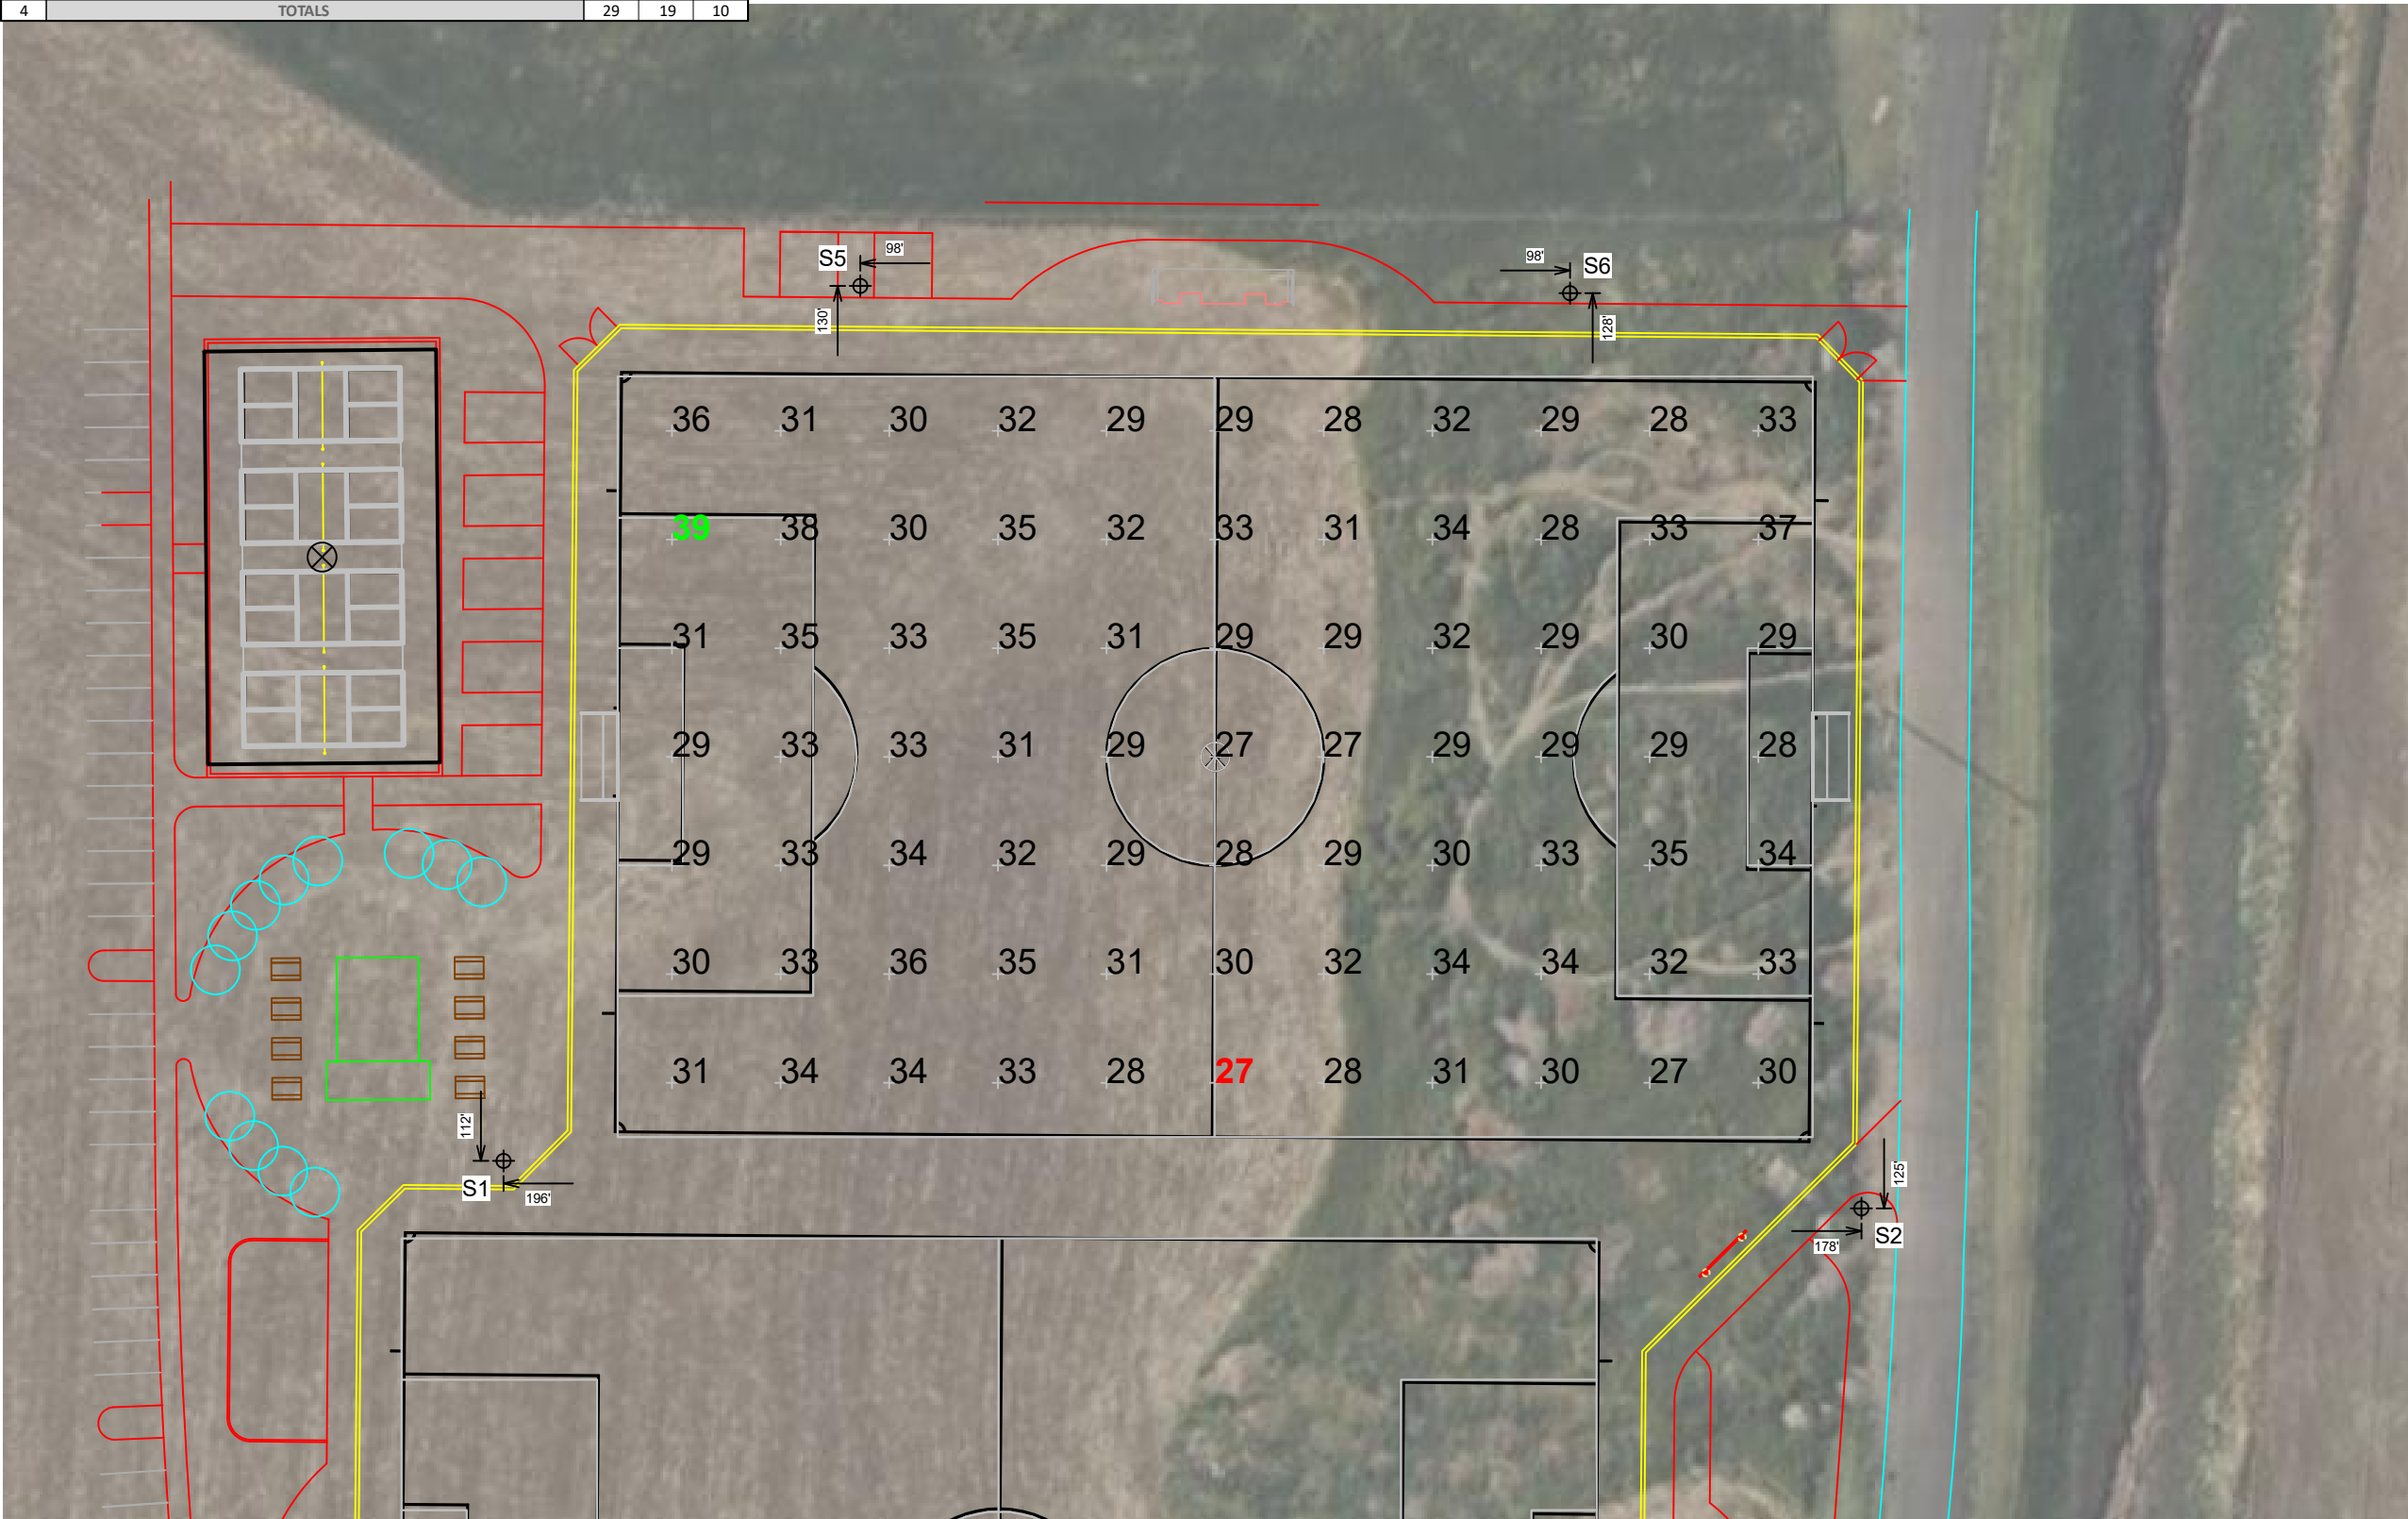 4 TOTALS 29 19 10
S5 98'
98' S6
130'
128'
36 31 30 32 29 29 28 32 29 28 33
39 38 30 35 32 33 31 34 28 33 37
31 35 33 35 31 29 29 32 29 30 29
29 33 33 31 29 27 27 29 29 29 28
29 33 34 32 29 28 29 30 33 35 34
30 33 36 35 31 30 32 34 34 32 33
31 34 34 33 28 27 28 31 30 27 30
112'
S1 196'
125'
178' S2